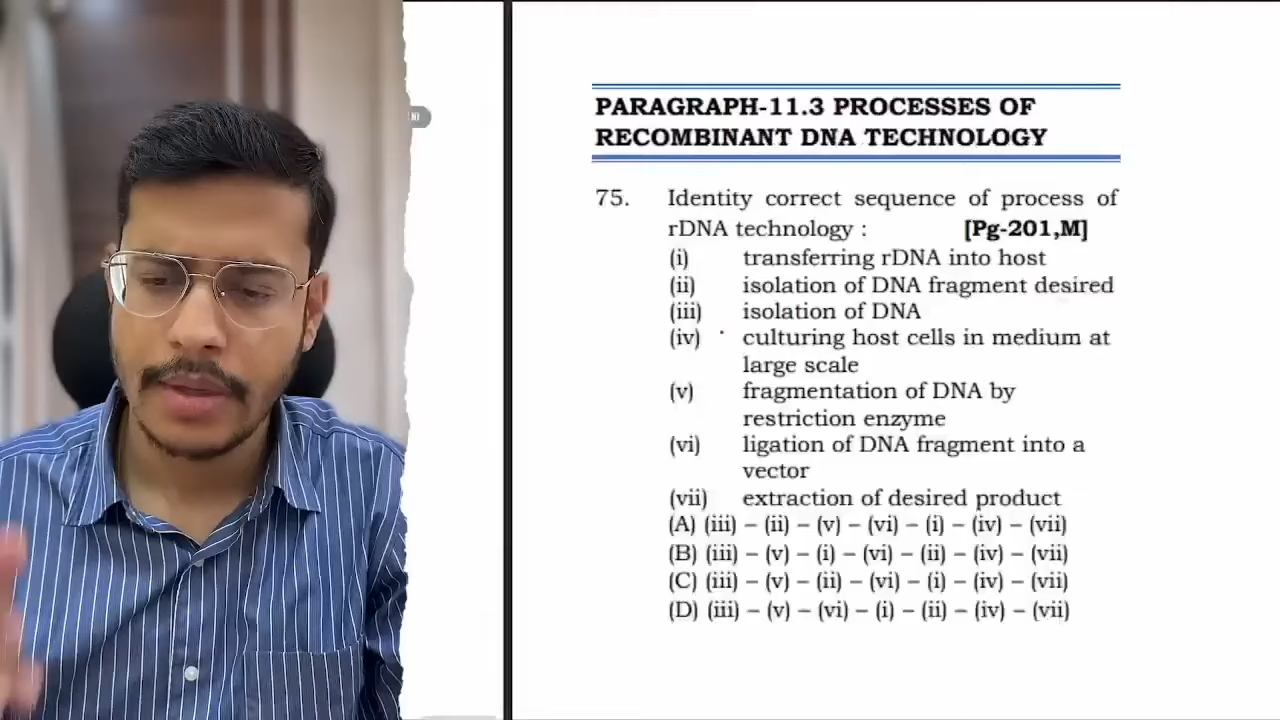 PARAGRAPH-11.3 PROCESSES OF
RECOMBINANT DNA TECHNOLOGY
75. Identity correct sequence of process of
rDNA technology : [Pg-201,M]
(i) transferring rDNA into host
(ii) isolation of DNA fragment desired
(iii) isolation of DNA
(iv) culturing host cells in medium at
large scale
(v) fragmentation of DNA by
restriction enzyme
(vi) ligation of DNA fragment into a
vector
(vii) extraction of desired product
(A) (iii) – (ii) – (v) – (vi) – (i) – (iv) – (vii)
(B) (iii) – (v) – (i) – (vi) – (ii) – (iv) – (vii)
(C) (iii) – (v) – (ii) – (vi) – (i) – (iv) – (vii)
(D) (iii) – (v) – (vi) – (i) – (ii) – (iv) – (vii)